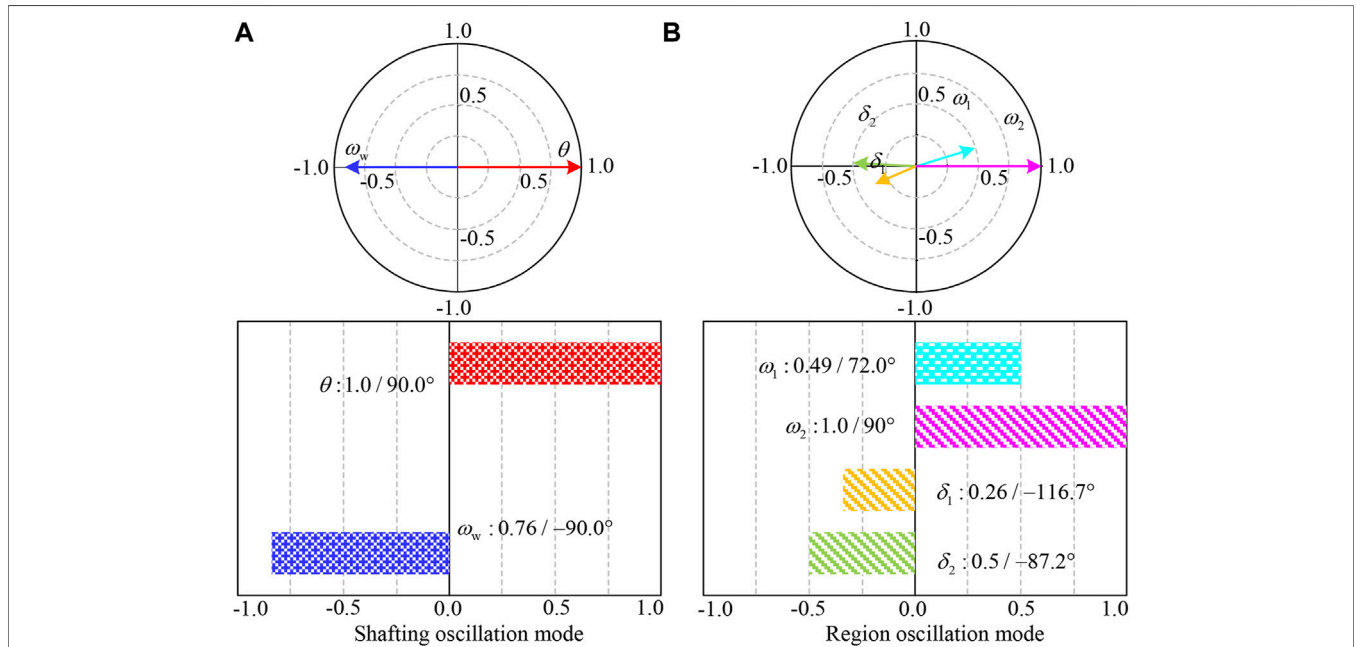 A
1.0
0.5
ω_w
θ
-1.0
-0.5
0.5
1.0
-0.5
-1.0
θ : 1.0 / 90.0°
ω_w : 0.76 / –90.0°
-1.0 -0.5 0.0 0.5 1.0
Shafting oscillation mode
B
1.0
0.5
ω_1
δ_2
ω_2
-1.0
-0.5
δ_1
0.5
1.0
-0.5
-1.0
ω_1 : 0.49 / 72.0°
ω_2 : 1.0 / 90°
δ_1 : 0.26 / –116.7°
δ_2 : 0.5 / –87.2°
-1.0 -0.5 0.0 0.5 1.0
Region oscillation mode